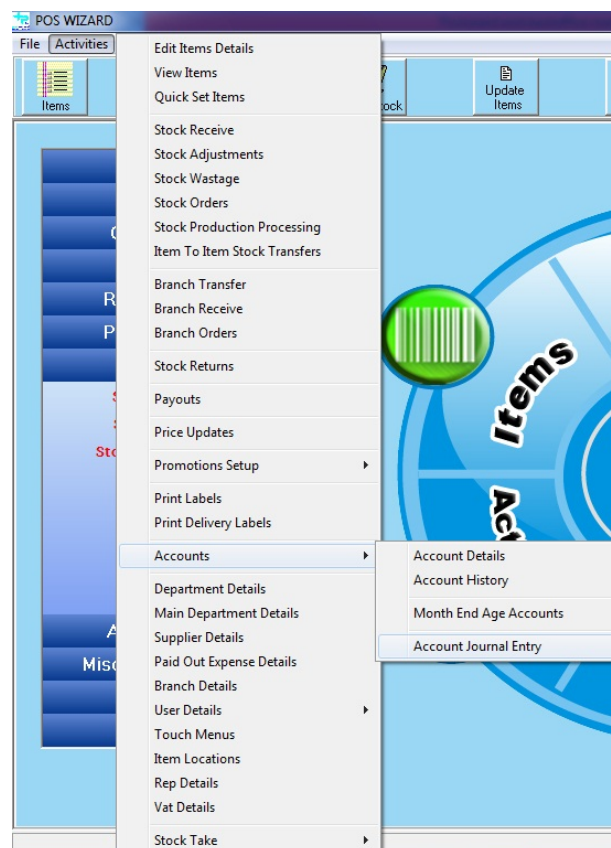 POS WIZARD
File Activities
Items
Update
Items
Edit Items Details
View Items
Quick Set Items
Stock Receive
Stock Adjustments
Stock Wastage
Stock Orders
Stock Production Processing
Item To Item Stock Transfers
Branch Transfer
Branch Receive
Branch Orders
Stock Returns
Payouts
Price Updates
Promotions Setup
Print Labels
Print Delivery Labels
Accounts
Department Details
Main Department Details
Supplier Details
Paid Out Expense Details
Branch Details
User Details
Touch Menus
Item Locations
Rep Details
Vat Details
Stock Take
Account Details
Account History
Month End Age Accounts
Account Journal Entry
Items